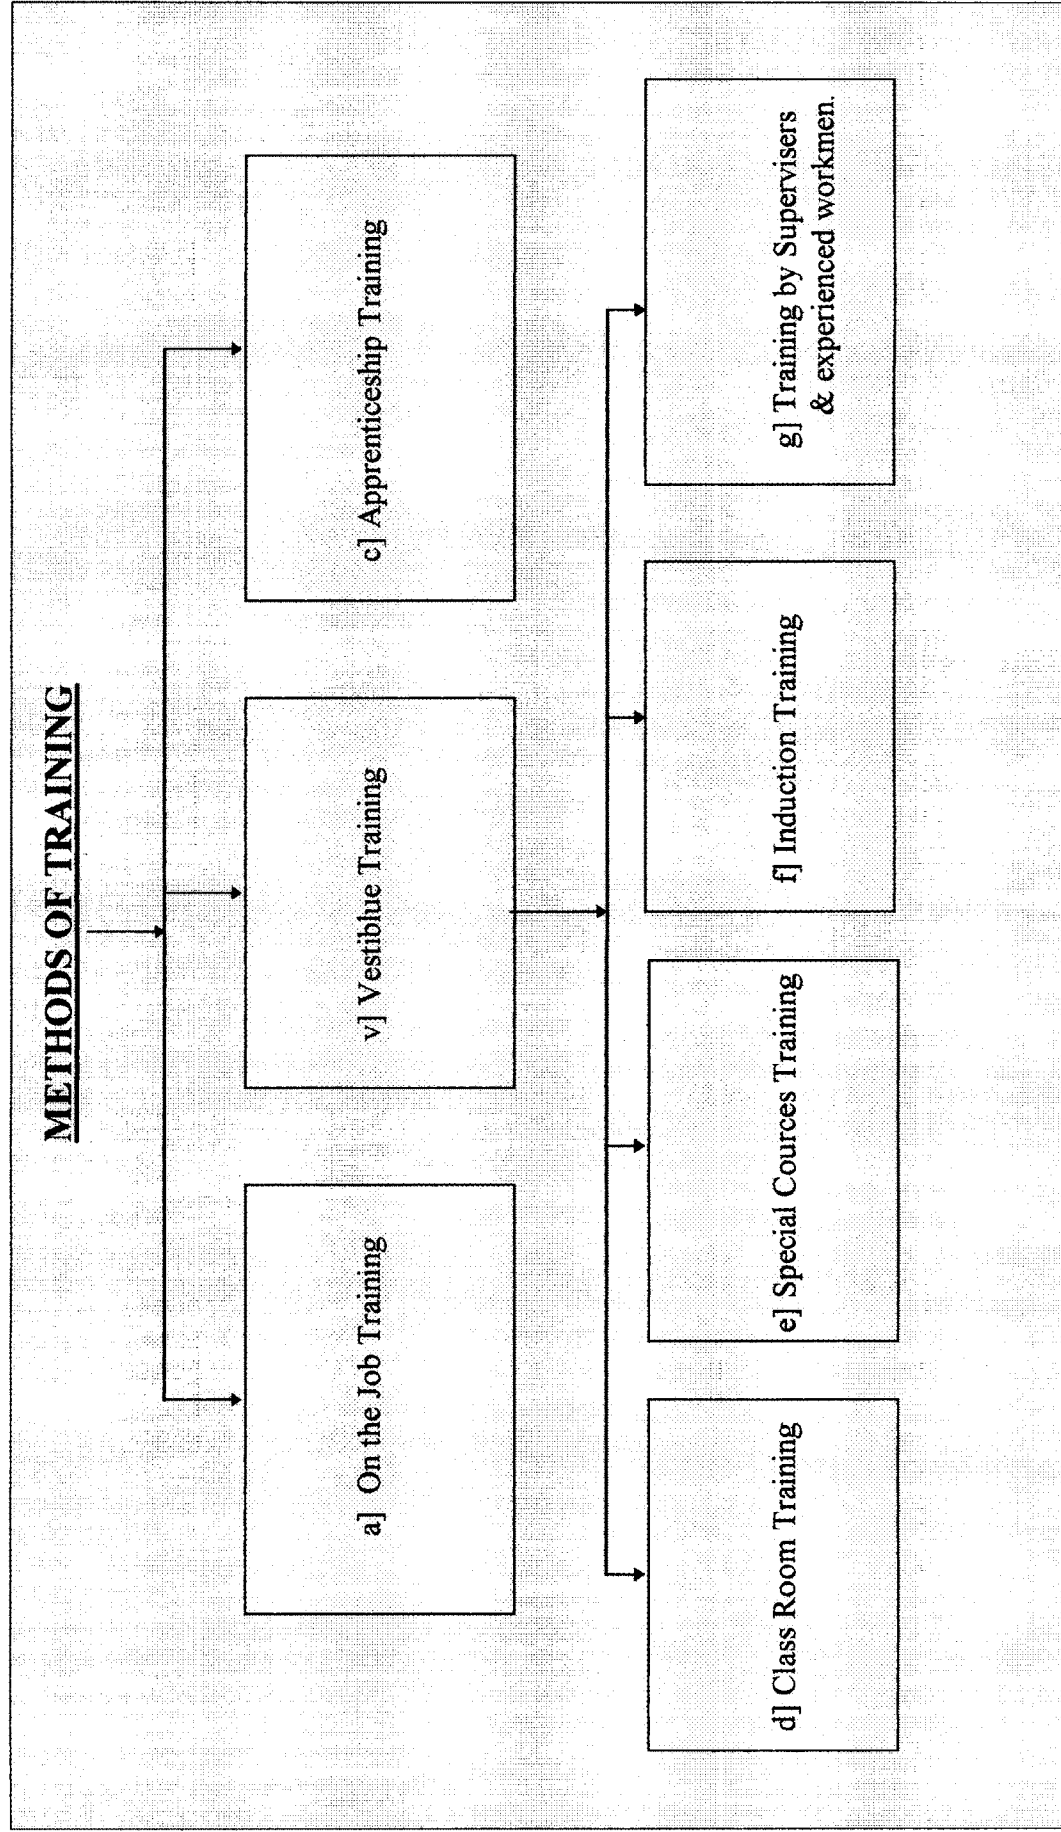 METHODS OF TRAINING
a] On the Job Training
v] Vestiblue Training
c] Apprenticeship Training
d] Class Room Training
e] Special Cources Training
f] Induction Training
g] Training by Supervisers
& experienced workmen.